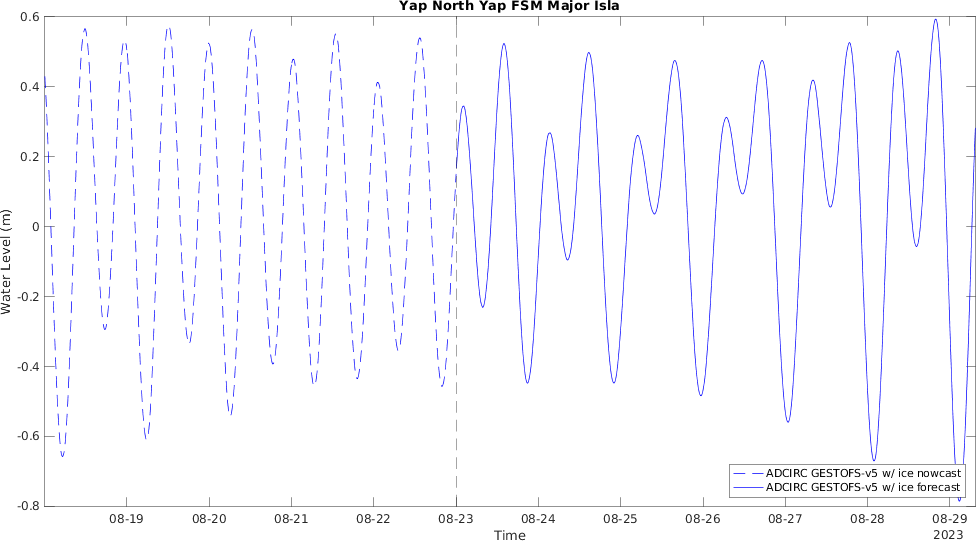 Yap North Yap FSM Major Isla
0.6
0.4
0.2
0
-0.2
-0.4
-0.6
-0.8
Water Level (m)
ADCIRC GESTOFS-v5 w/ ice nowcast
ADCIRC GESTOFS-v5 w/ ice forecast
08-19 08-20 08-21 08-22 08-23 08-24 08-25 08-26 08-27 08-28 08-29
Time
2023